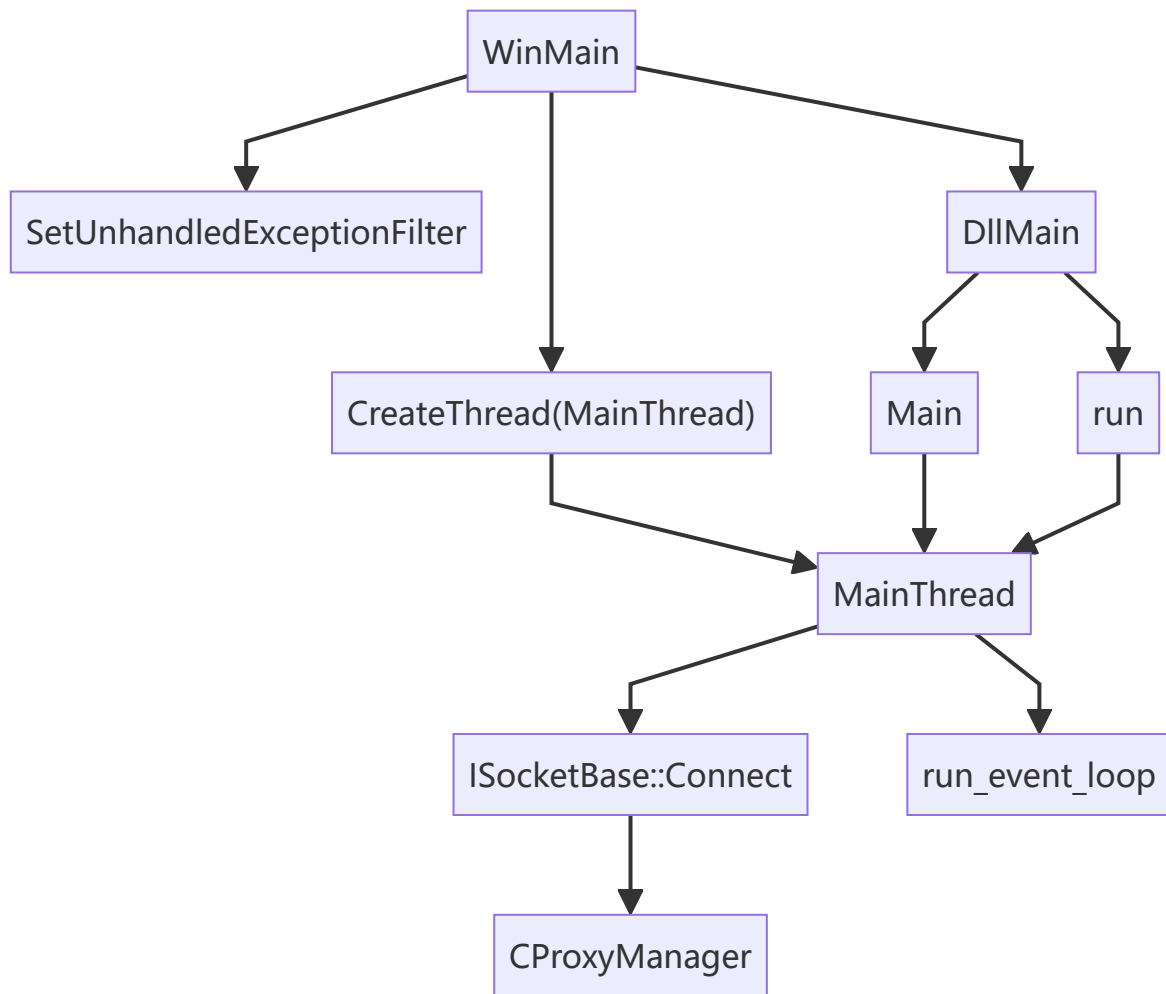 WinMain
SetUnhandledExceptionFilter
DllMain
CreateThread(MainThread)
Main
run
MainThread
ISocketBase::Connect
run_event_loop
CProxyManager